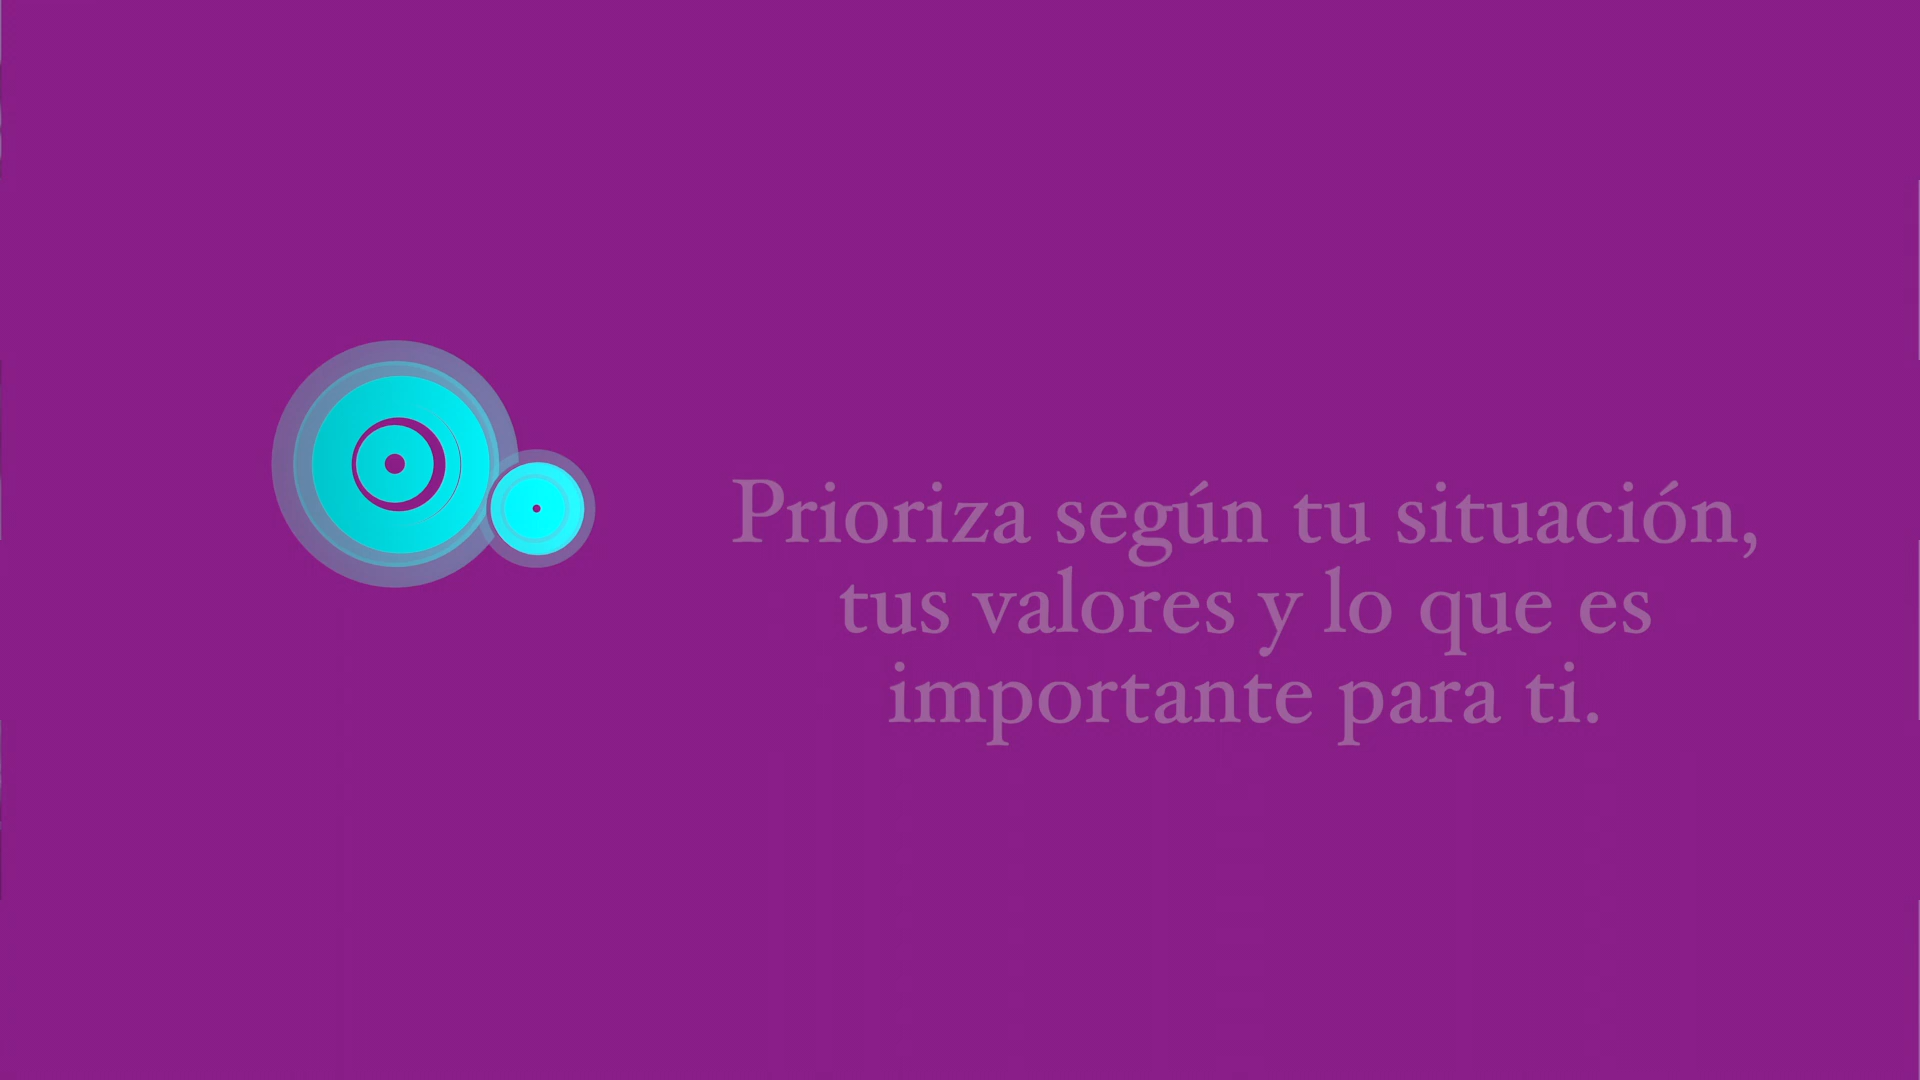 Prioriza según tu situación,
tus valores y lo que es
importante para ti.